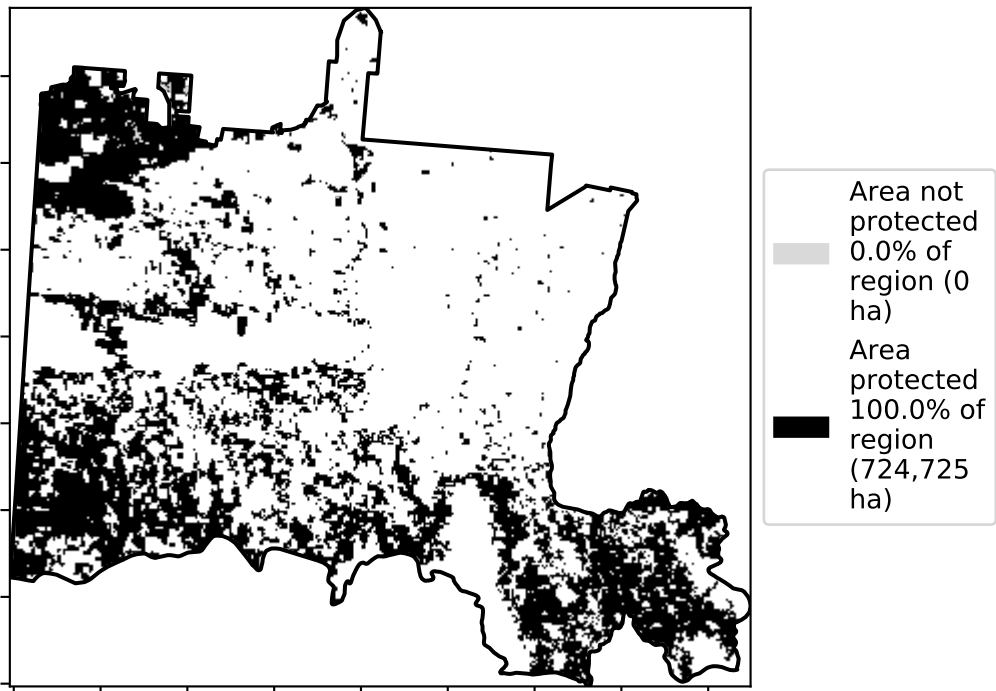 Area not
protected
0.0% of
region (0
ha)
Area
protected
100.0% of
region
(724,725
ha)